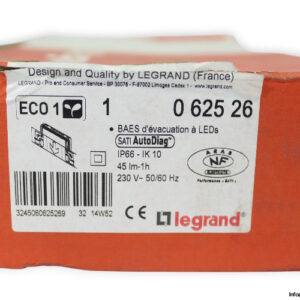 Design and Quality by LEGRAND (France)
LEGRAND - Pro and Consumer Service - BP 30076 - F-87002 Limoges Cedex 1 - www.legrand.com
ECO 1 1 0 625 26
• BAES d'évacuation à LEDs
SATI AutoDiag
IP66 - IK 10
45 lm-1h
230 V~ 50/60 Hz
NF
3245060625269 32 14W52
legrand